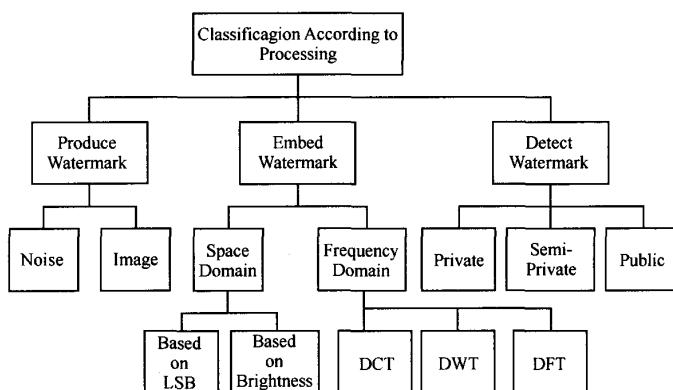 Classificagion According to
Processing
Produce
Watermark
Embed
Watermark
Detect
Watermark
Noise
Image
Space
Domain
Frequency
Domain
Private
Semi-
Private
Public
Based
on
LSB
Based
on
Brightness
DCT
DWT
DFT